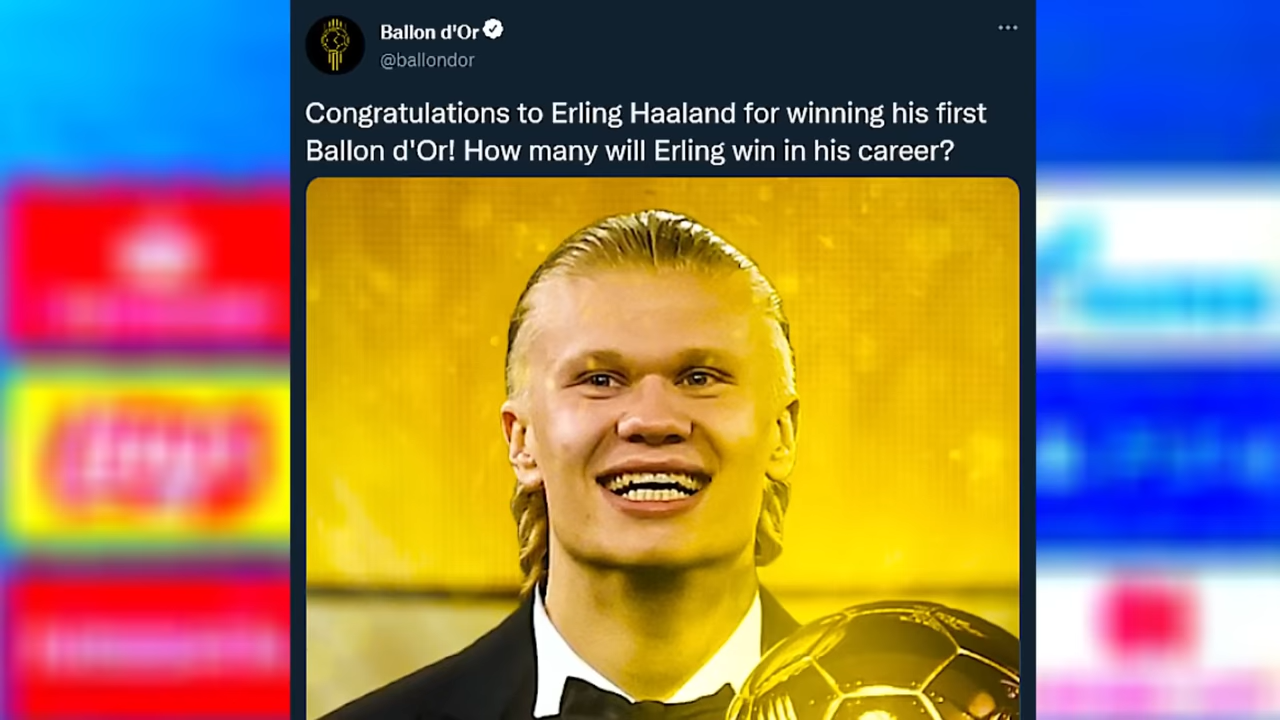 Ballon d'Or
@ballondor
Congratulations to Erling Haaland for winning his first
Ballon d'Or! How many will Erling win in his career?